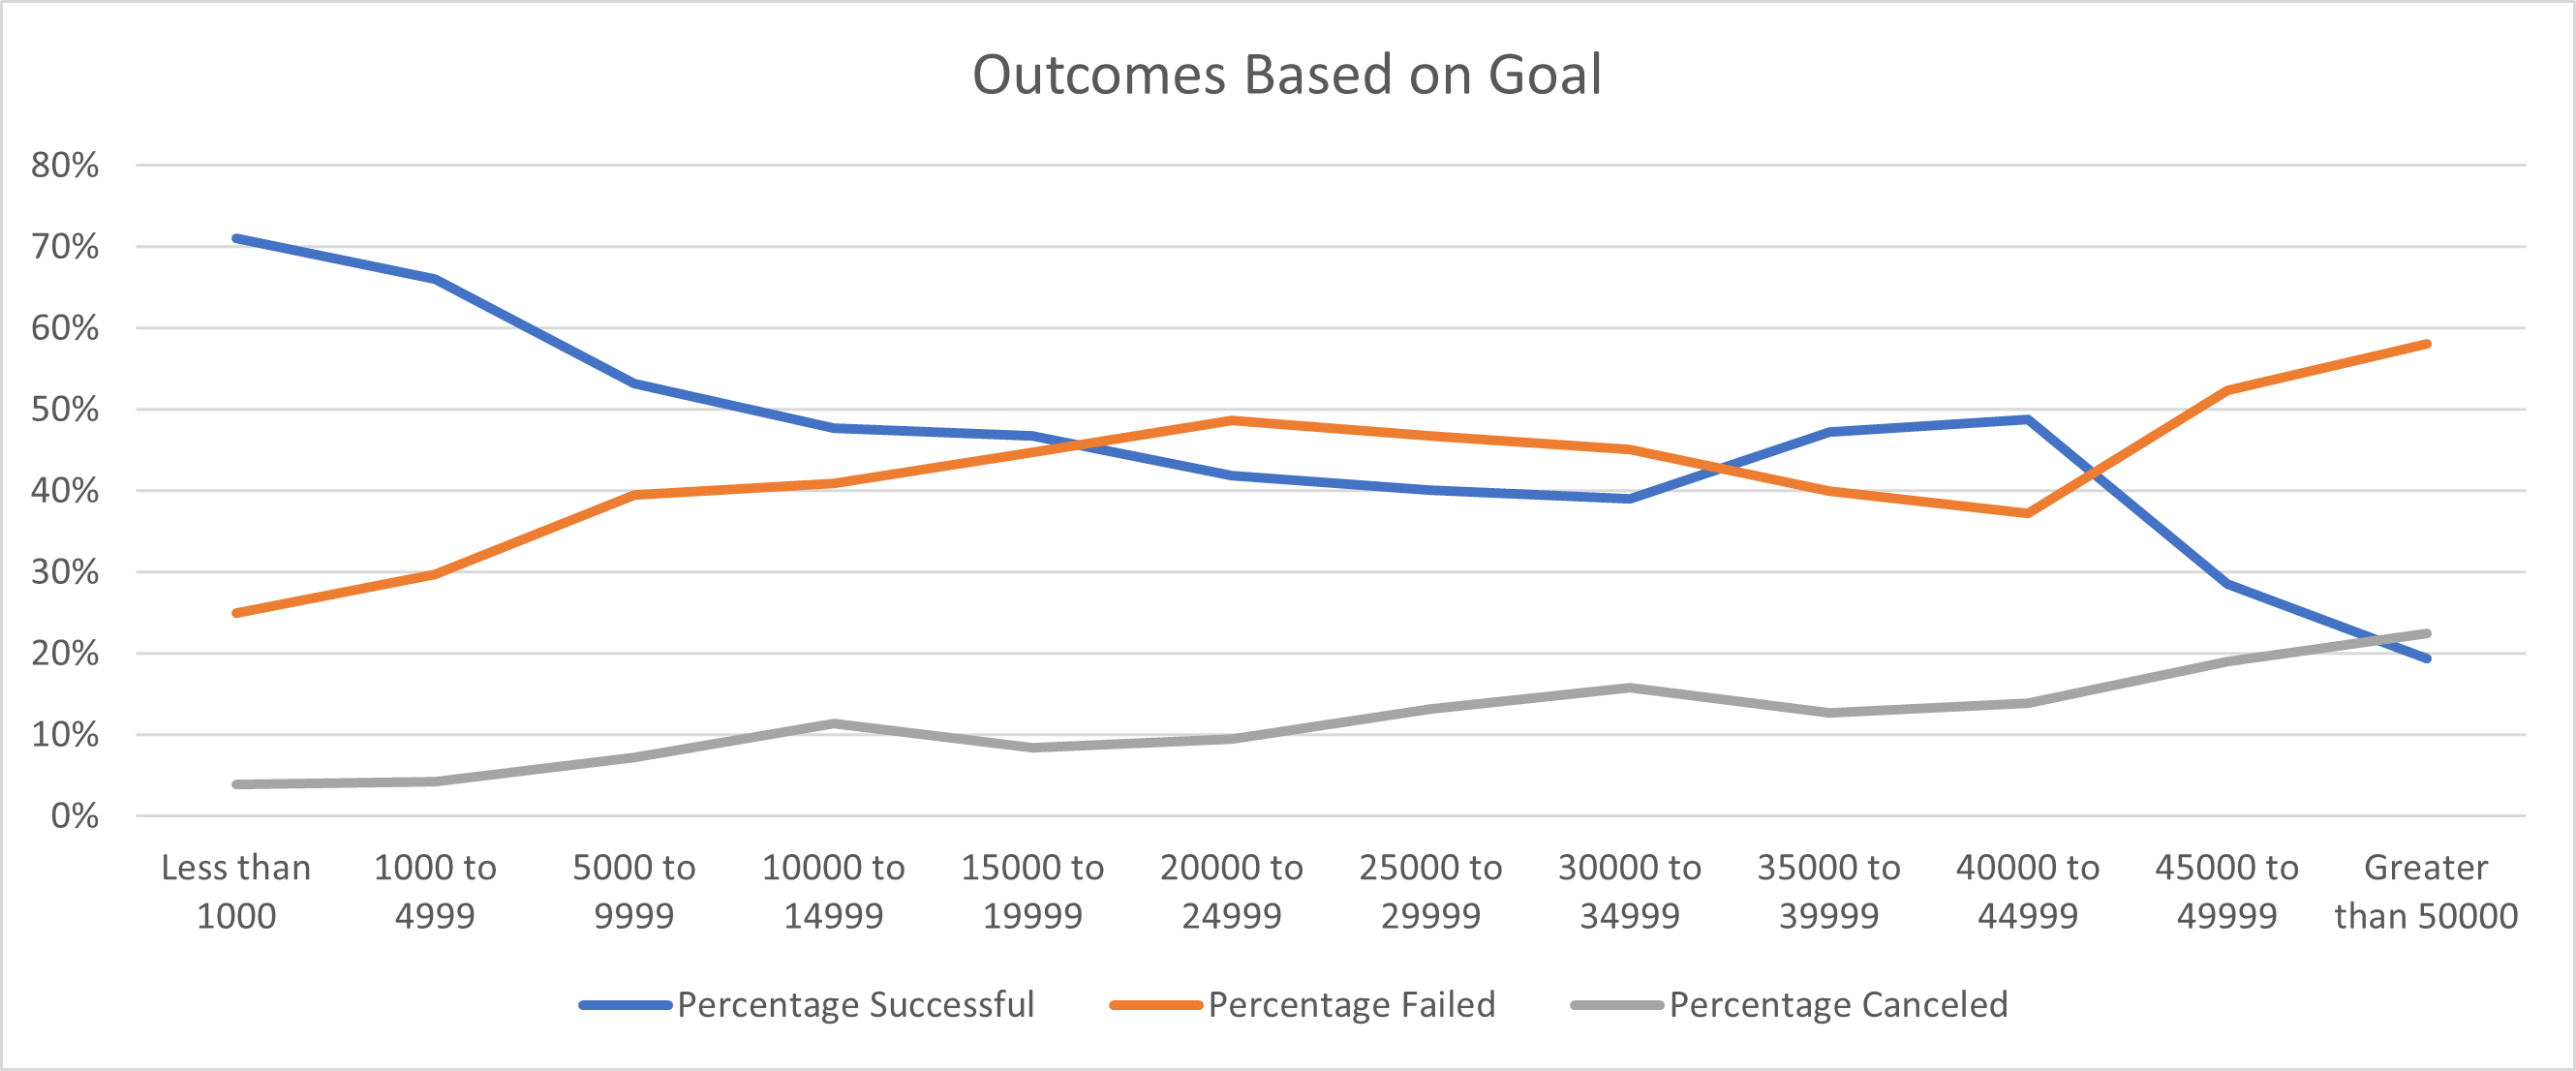 Outcomes Based on Goal
80%
70%
60%
50%
40%
30%
20%
10%
0%
Less than 1000 to 5000 to 10000 to 15000 to 20000 to 25000 to 30000 to 35000 to 40000 to 45000 to Greater
1000 4999 9999 14999 19999 24999 29999 34999 39999 44999 49999 than 50000
Percentage Successful Percentage Failed Percentage Canceled